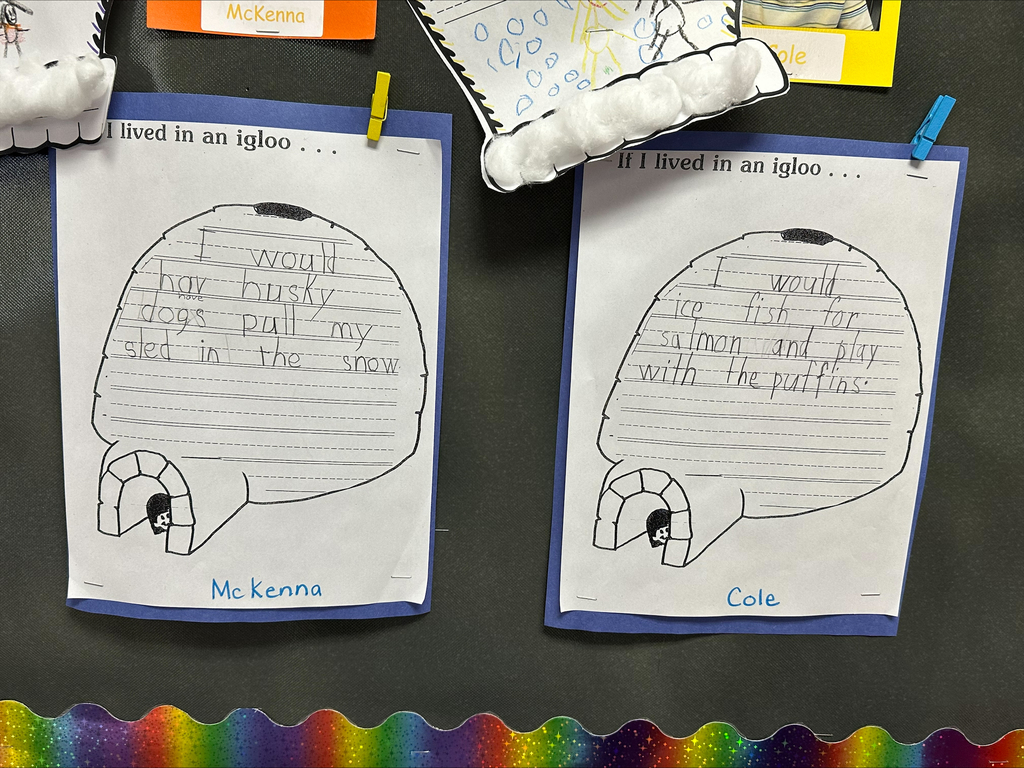 McKenna
Cole
I lived in an igloo . . .
I would
hav husky
have
dogs pull my
sled in the snow.
McKenna
If I lived in an igloo . . .
I would
ice fish for
salmon and play
with the puffins.
Cole